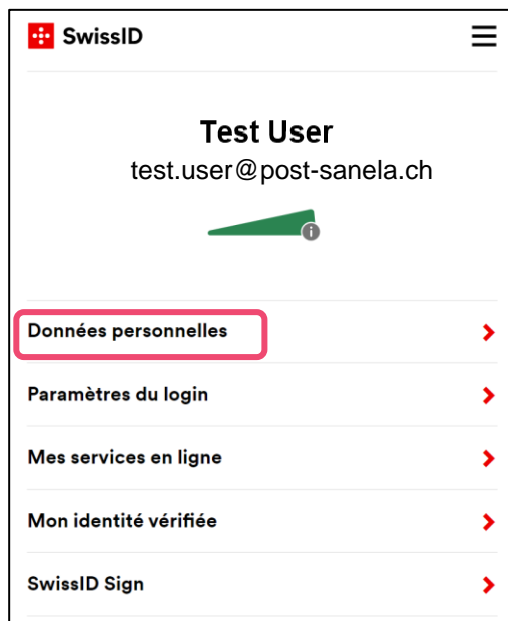 SwissID
Test User
test.user@post-sanela.ch
i
Données personnelles
Paramètres du login
Mes services en ligne
Mon identité vérifiée
SwissID Sign